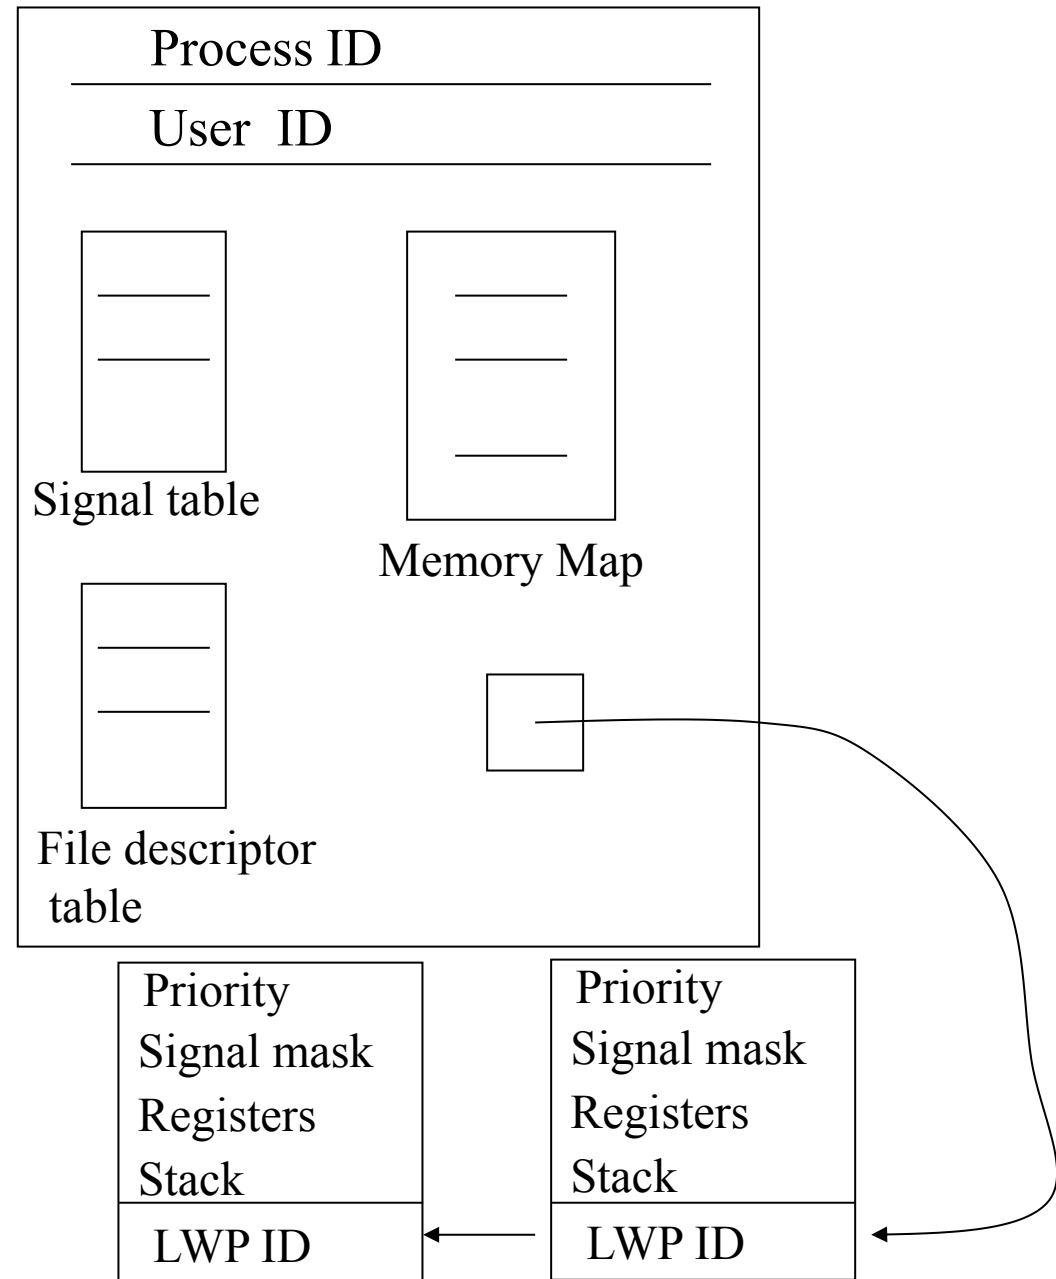 Process ID
User ID
Signal table
Memory Map
File descriptor
table
Priority
Signal mask
Registers
Stack
LWP ID
Priority
Signal mask
Registers
Stack
LWP ID